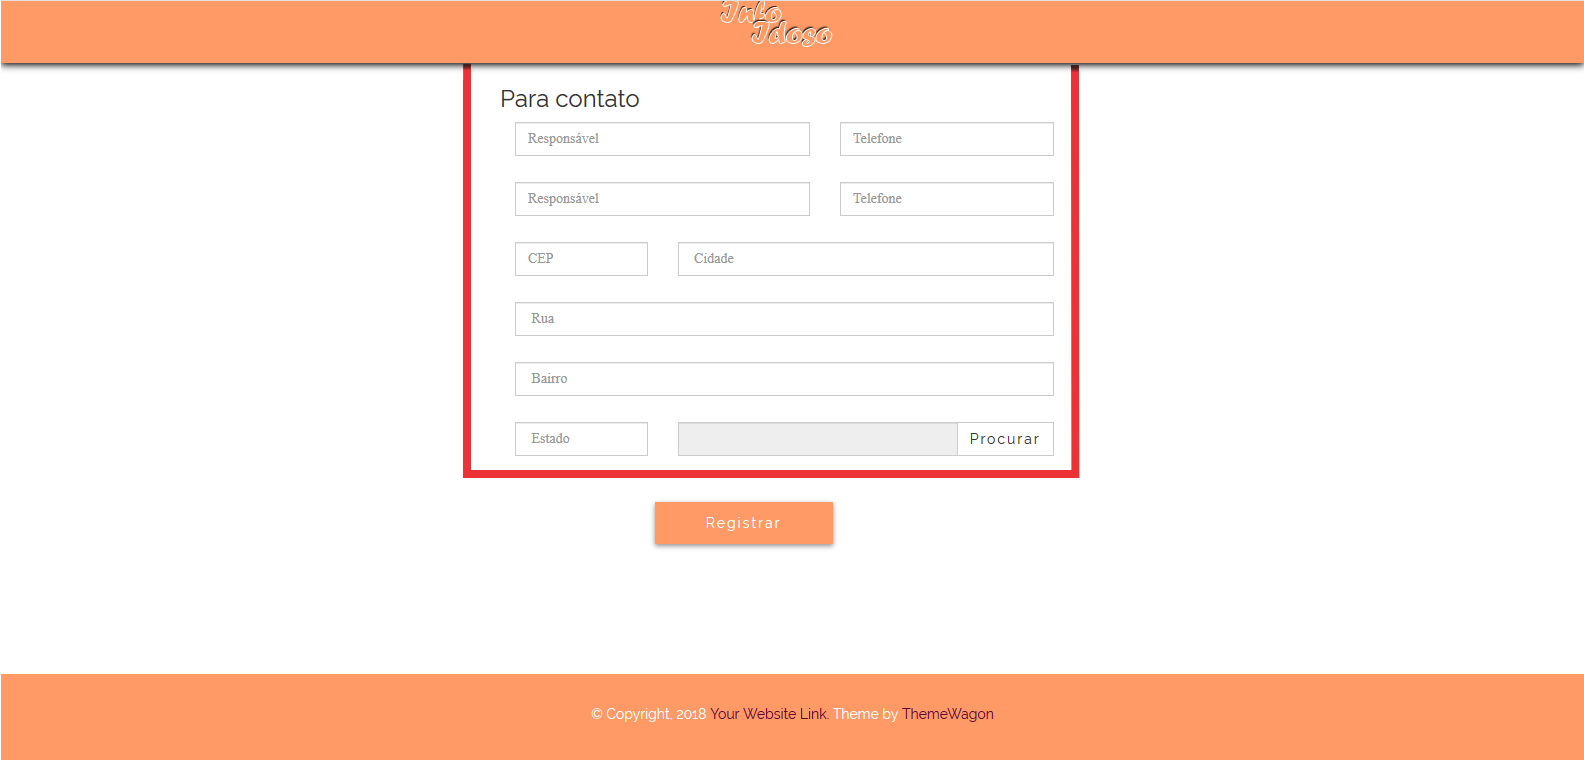 Info
Idoso
Para contato
Responsável Telefone
Responsável Telefone
CEP Cidade
Rua
Bairro
Estado Procurar
Registrar
© Copyright, 2018 Your Website Link. Theme by ThemeWagon